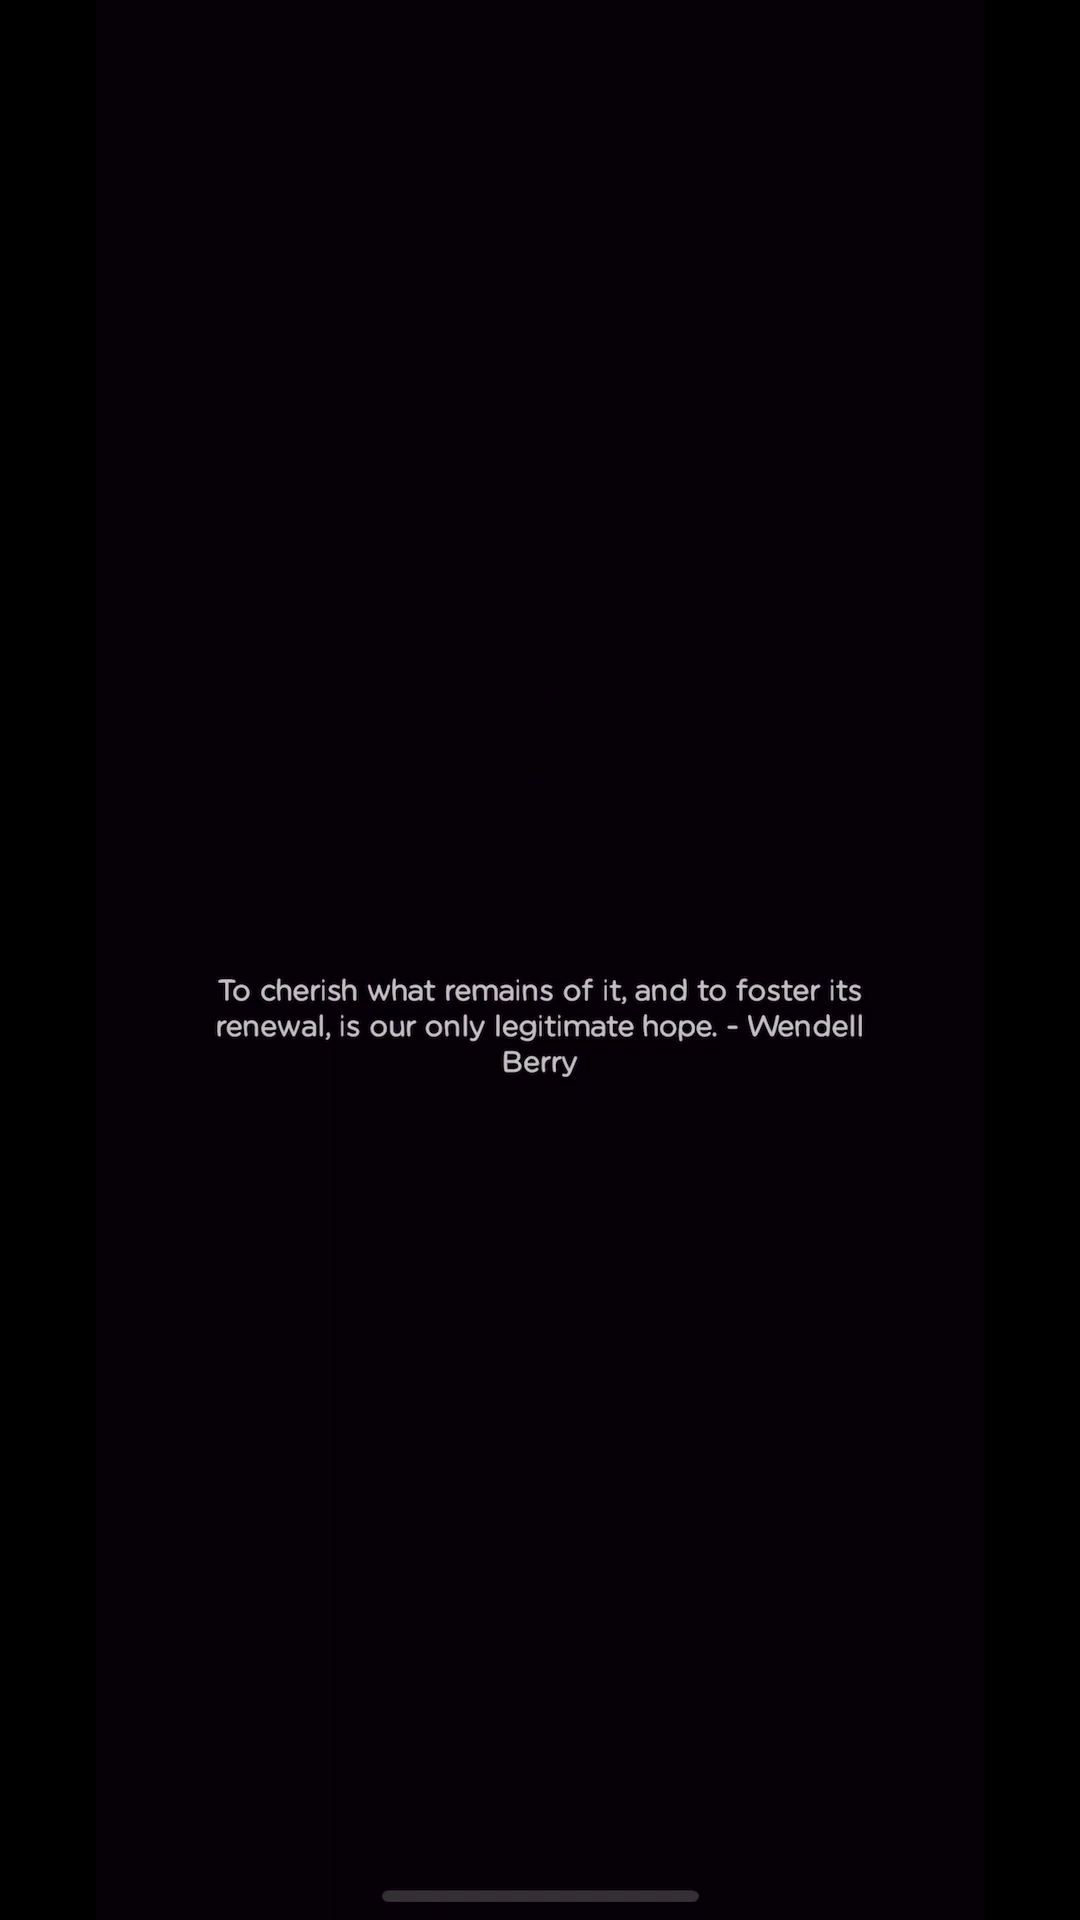 To cherish what remains of it, and to foster its
renewal, is our only legitimate hope. - Wendell
Berry